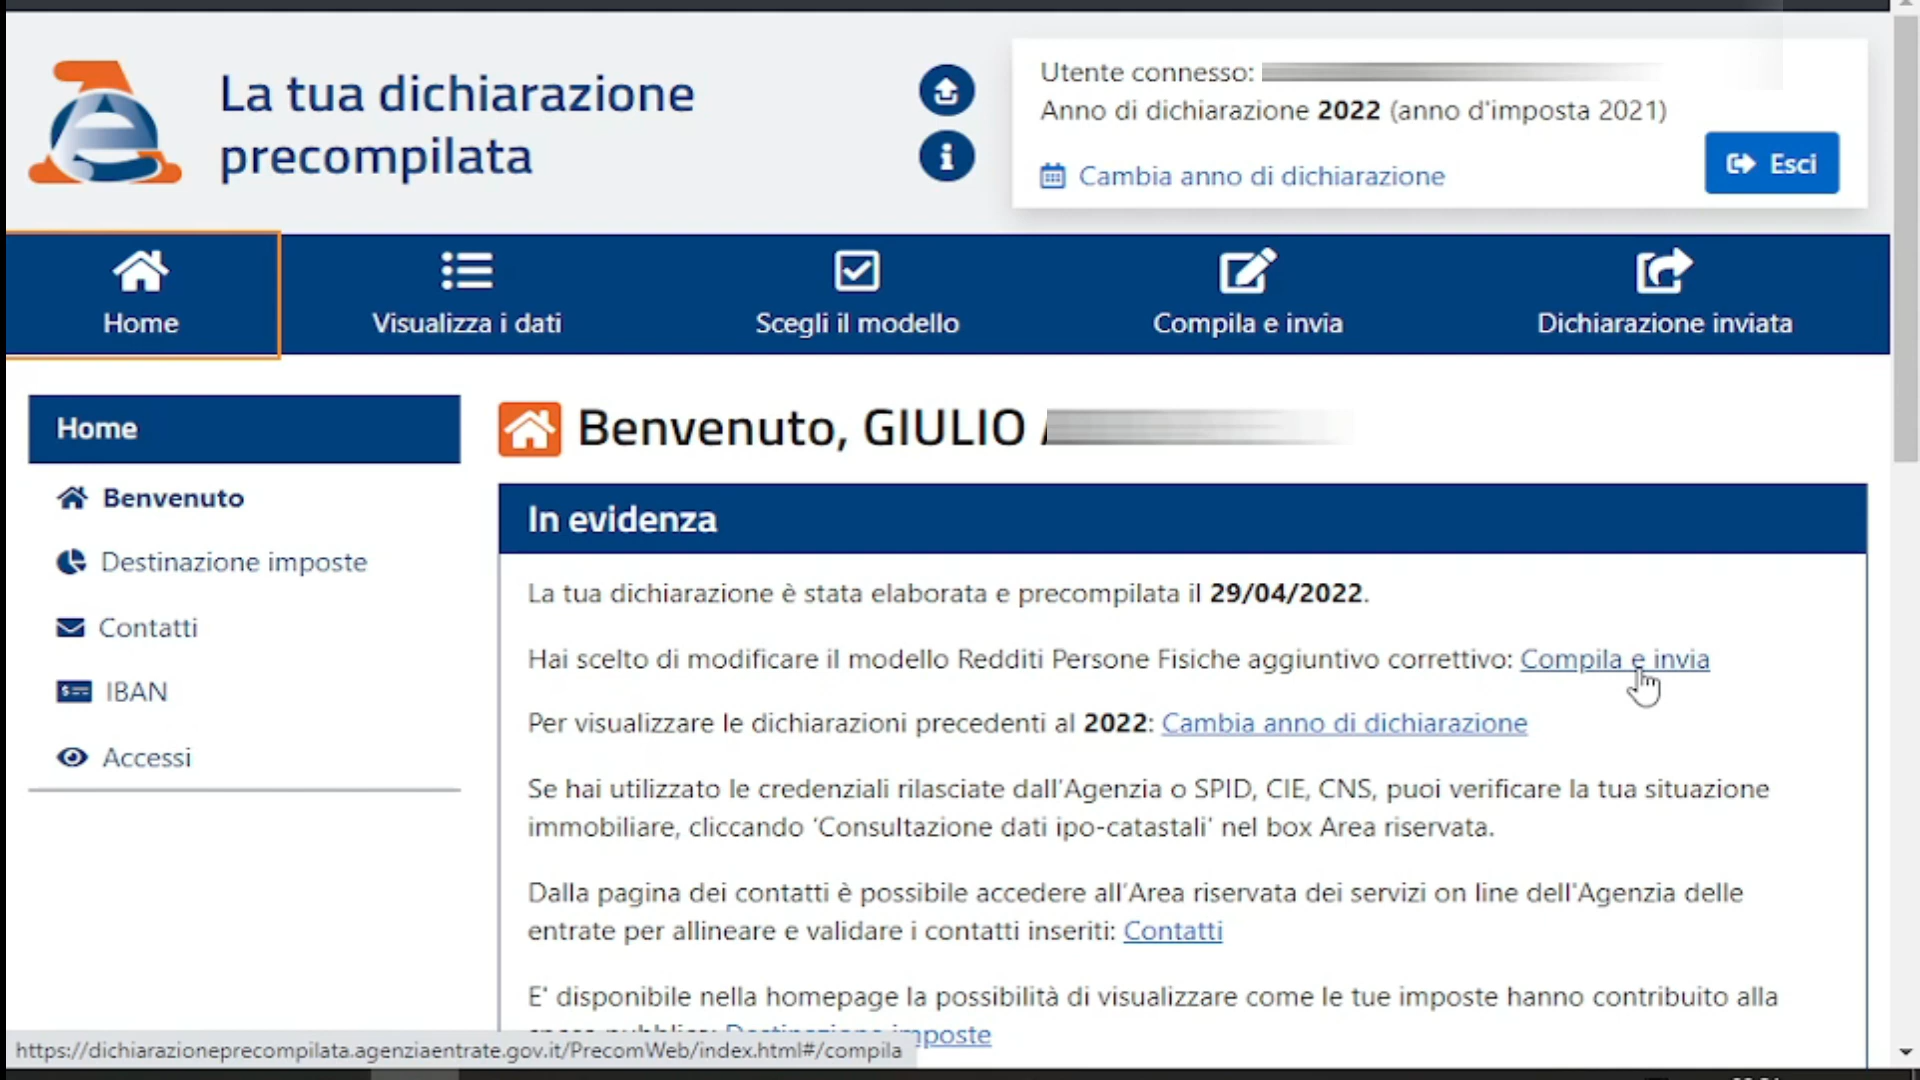 La tua dichiarazione
precompilata
Utente connesso:
Anno di dichiarazione 2022 (anno d'imposta 2021)
Cambia anno di dichiarazione
Esci
Home
Visualizza i dati
Scegli il modello
Compila e invia
Dichiarazione inviata
Home
Benvenuto
Destinazione imposte
Contatti
IBAN
Accessi
Benvenuto, GIULIO
In evidenza
La tua dichiarazione è stata elaborata e precompilata il 29/04/2022.
Hai scelto di modificare il modello Redditi Persone Fisiche aggiuntivo correttivo: Compila e invia
Per visualizzare le dichiarazioni precedenti al 2022: Cambia anno di dichiarazione
Se hai utilizzato le credenziali rilasciate dall'Agenzia o SPID, CIE, CNS, puoi verificare la tua situazione
immobiliare, cliccando 'Consultazione dati ipo-catastali' nel box Area riservata.
Dalla pagina dei contatti è possibile accedere all'Area riservata dei servizi on line dell'Agenzia delle
entrate per allineare e validare i contatti inseriti: Contatti
E' disponibile nella homepage la possibilità di visualizzare come le tue imposte hanno contribuito alla
spesa pubblica: Destinazione imposte
https://dichiarazioneprecompilata.agenziaentrate.gov.it/PrecomWeb/index.html#/compila